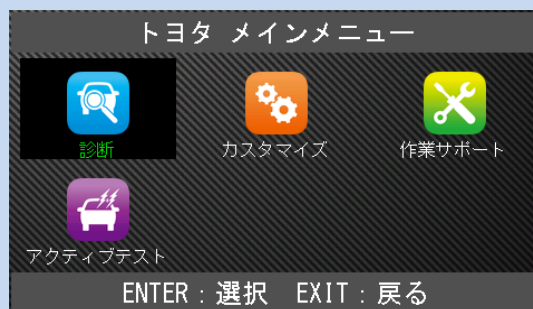 トヨタ メインメニュー
診断
カスタマイズ
作業サポート
アクティブテスト
ENTER：選択 EXIT：戻る